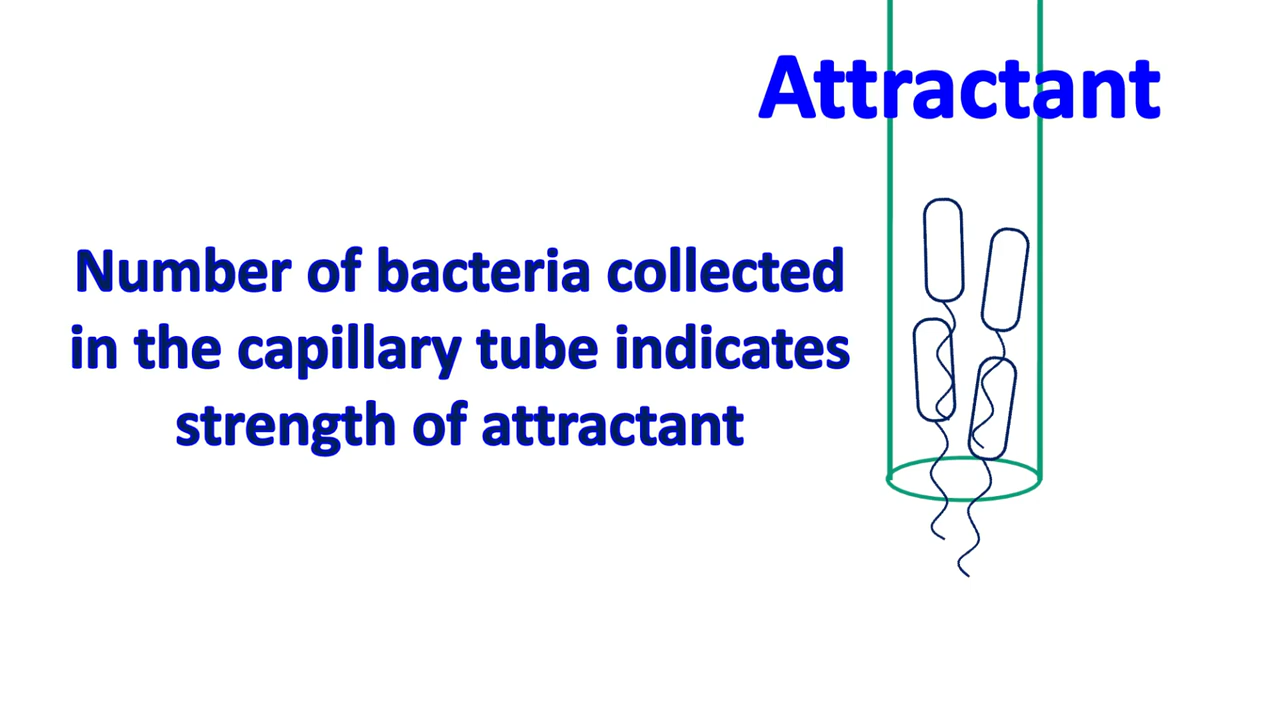 Attractant
Number of bacteria collected
in the capillary tube indicates
strength of attractant